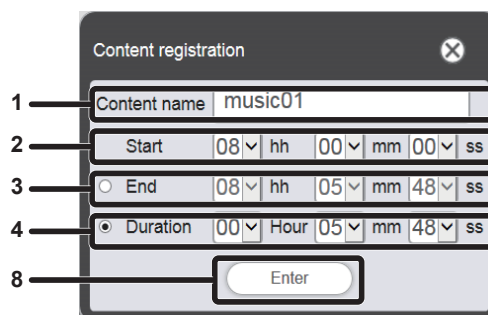 Content registration
1 Content name music01
2 Start 08 hh 00 mm 00 ss
3 End 08 hh 05 mm 48 ss
4 Duration 00 Hour 05 mm 48 ss
8 Enter